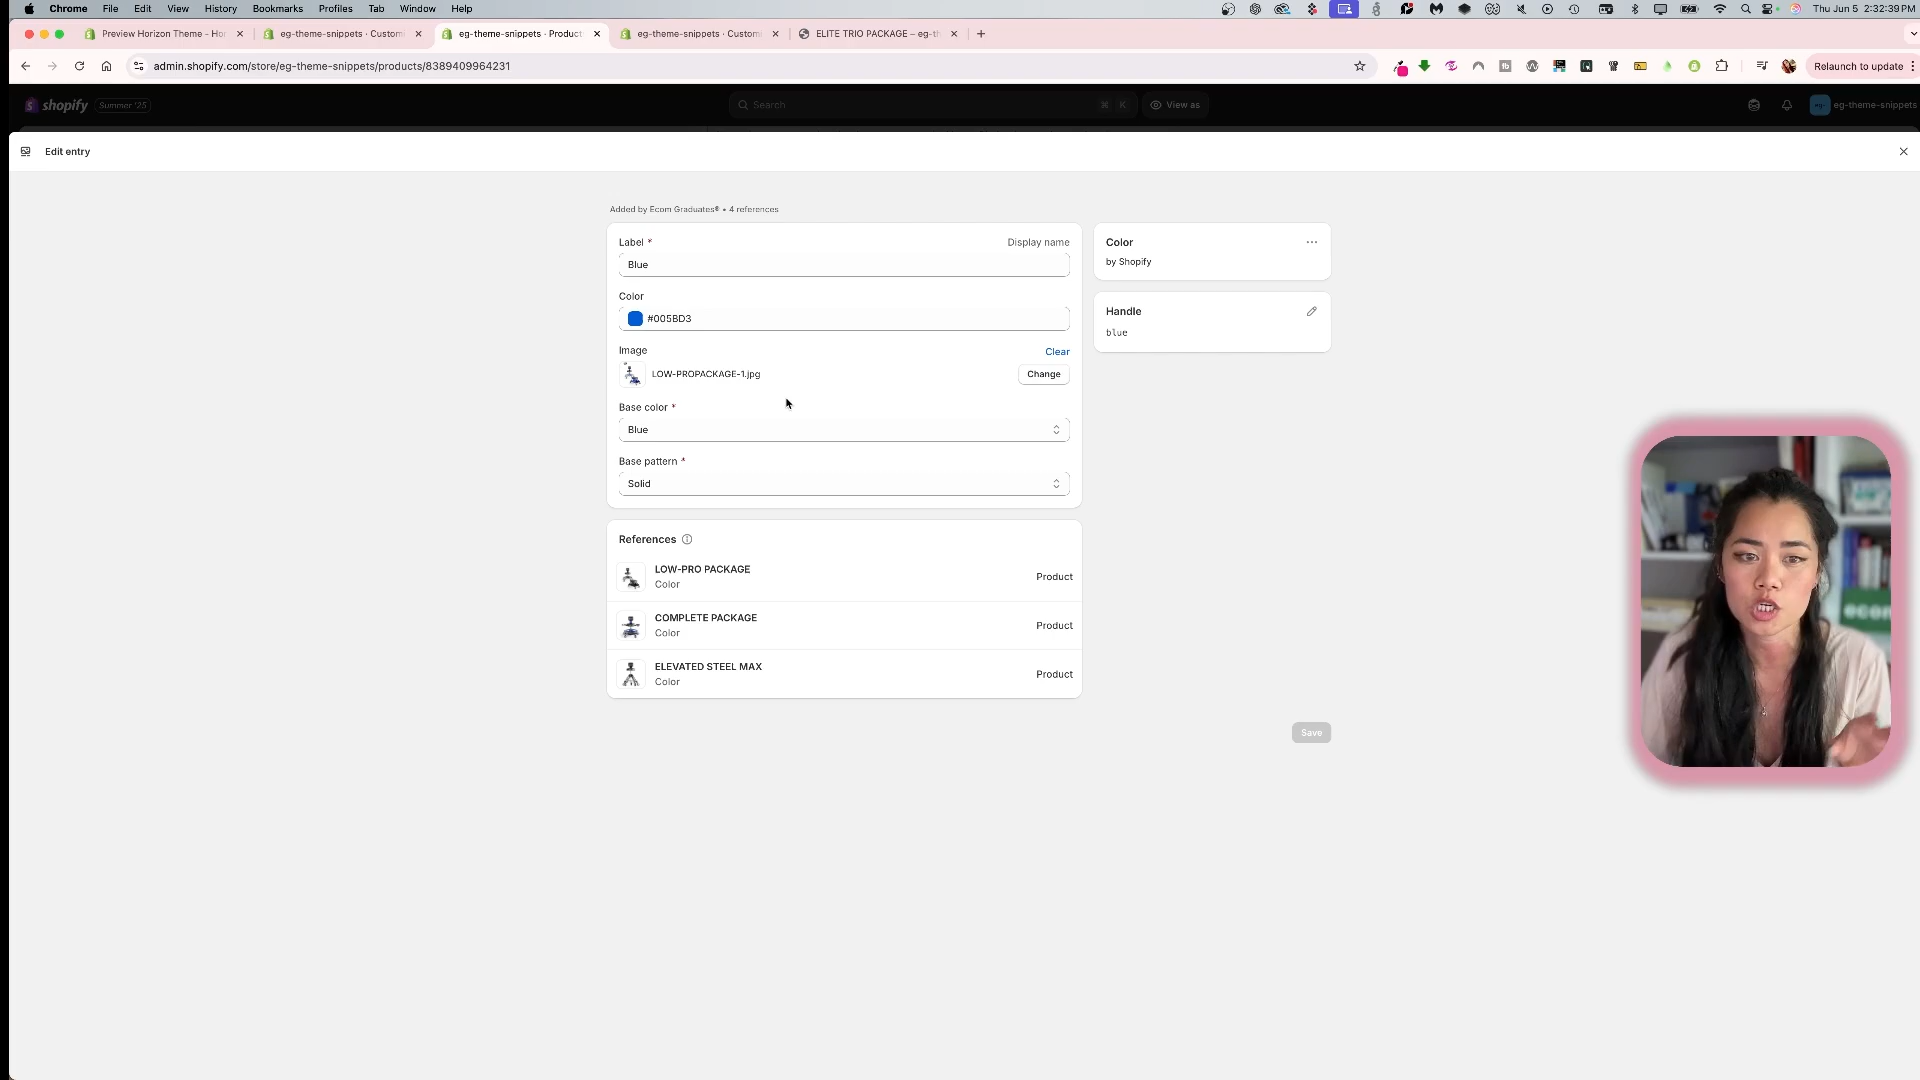 Chrome File Edit View History Bookmarks Profiles Tab Window Help Thu Jun 5 2:32:39 PM
Preview Horizon Theme - Hor eg-theme-snippets · Custom eg-theme-snippets · Product eg-theme-snippets · Custom ELITE TRIO PACKAGE – eg-th
admin.shopify.com/store/eg-theme-snippets/products/8389409964231 Relaunch to update
shopify Summer '25 Search ⌘ K View as eg-theme-snippets
Edit entry
Added by Ecom Graduates® • 4 references
Label * Display name
Blue
Color
#005BD3
Image Clear
LOW-PROPACKAGE-1.jpg Change
Base color *
Blue
Base pattern *
Solid
Color
by Shopify
Handle
blue
References
LOW-PRO PACKAGE
Color Product
COMPLETE PACKAGE
Color Product
ELEVATED STEEL MAX
Color Product
Save
ecom